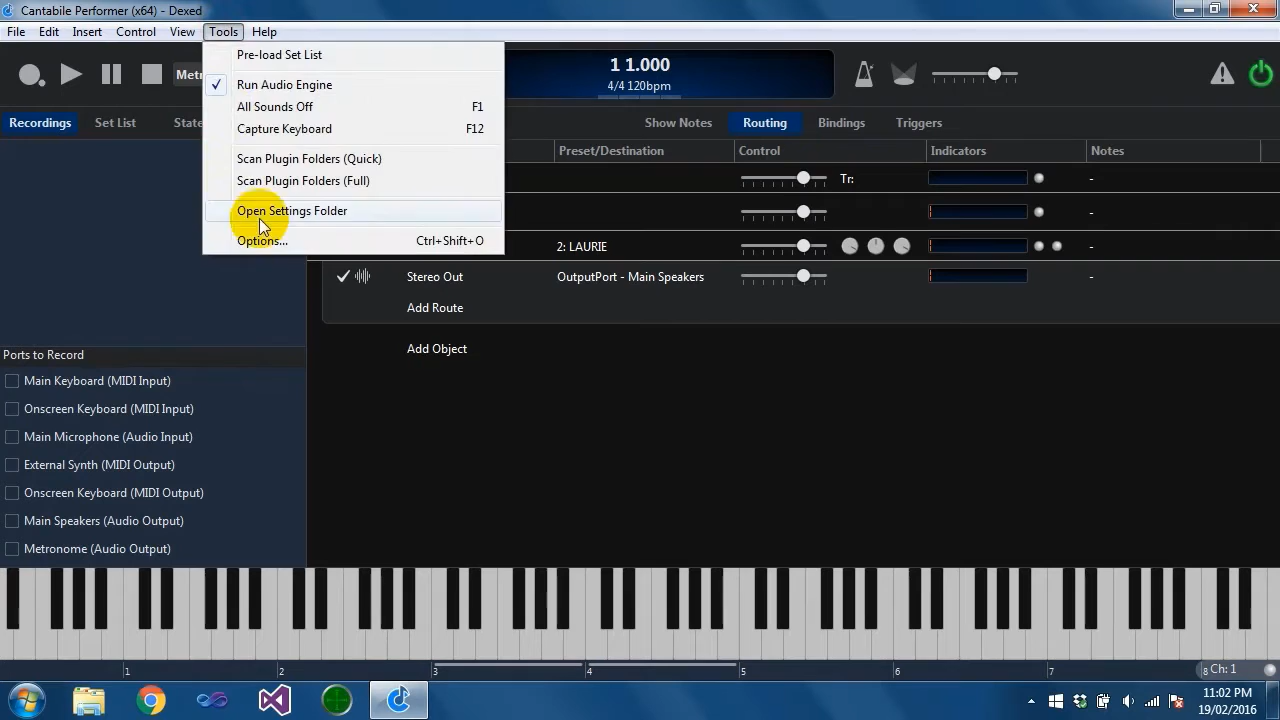 Cantabile Performer (x64) - Dexed
File Edit Insert Control View Tools Help
Pre-load Set List
Run Audio Engine
All Sounds Off F1
Capture Keyboard F12
Scan Plugin Folders (Quick)
Scan Plugin Folders (Full)
Open Settings Folder
Options... Ctrl+Shift+O
Met
1 1.000
4/4 120bpm
Recordings Set List State
Show Notes Routing Bindings Triggers
Preset/Destination Control Indicators Notes
Tr: -
-
2: LAURIE -
Stereo Out OutputPort - Main Speakers -
Add Route
Add Object
Ports to Record
Main Keyboard (MIDI Input)
Onscreen Keyboard (MIDI Input)
Main Microphone (Audio Input)
External Synth (MIDI Output)
Onscreen Keyboard (MIDI Output)
Main Speakers (Audio Output)
Metronome (Audio Output)
1 2 3 4 5 6 7 8 Ch: 1
11:02 PM
19/02/2016